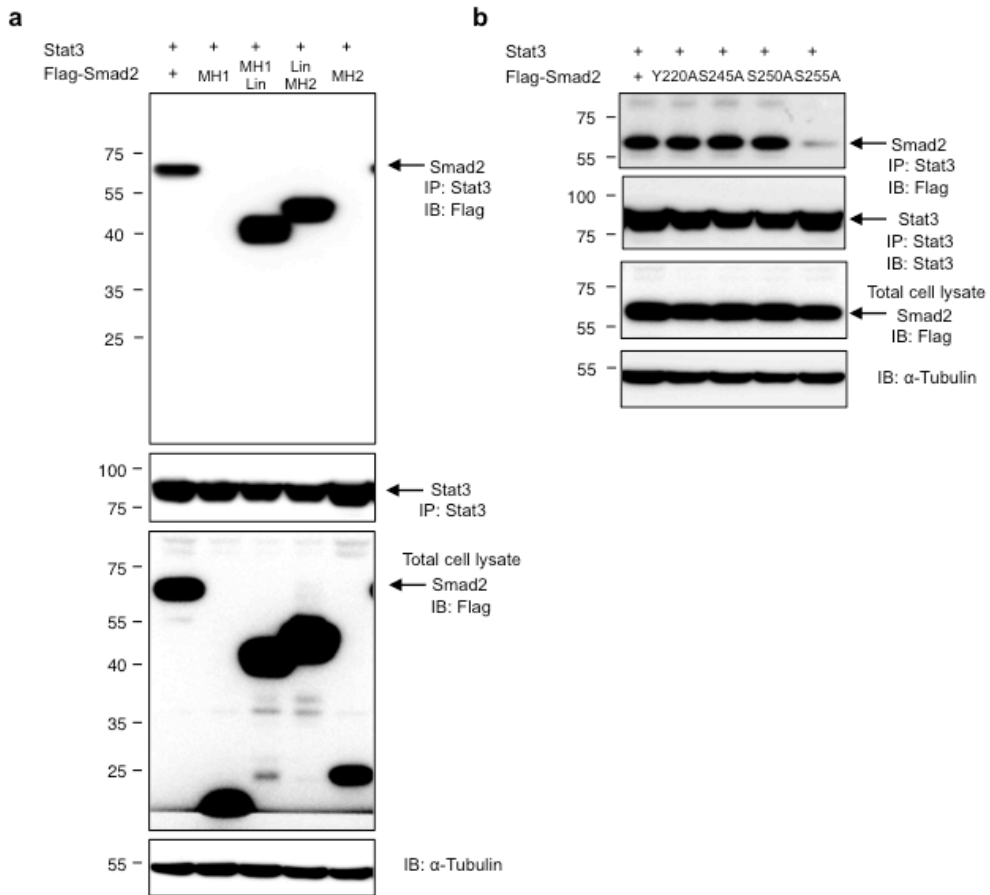 a
Stat3 + + + + +
Flag-Smad2 + MH1 MH1 Lin Lin MH2 MH2
75
55
40
35
25
Smad2
IP: Stat3
IB: Flag
100
75
Stat3
IP: Stat3
75
55
40
35
25
Total cell lysate
Smad2
IB: Flag
55
IB: α-Tubulin
b
Stat3 + + + + +
Flag-Smad2 + Y220A S245A S250A S255A
75
55
Smad2
IP: Stat3
IB: Flag
100
75
Stat3
IP: Stat3
IB: Stat3
75
55
Total cell lysate
Smad2
IB: Flag
55
IB: α-Tubulin